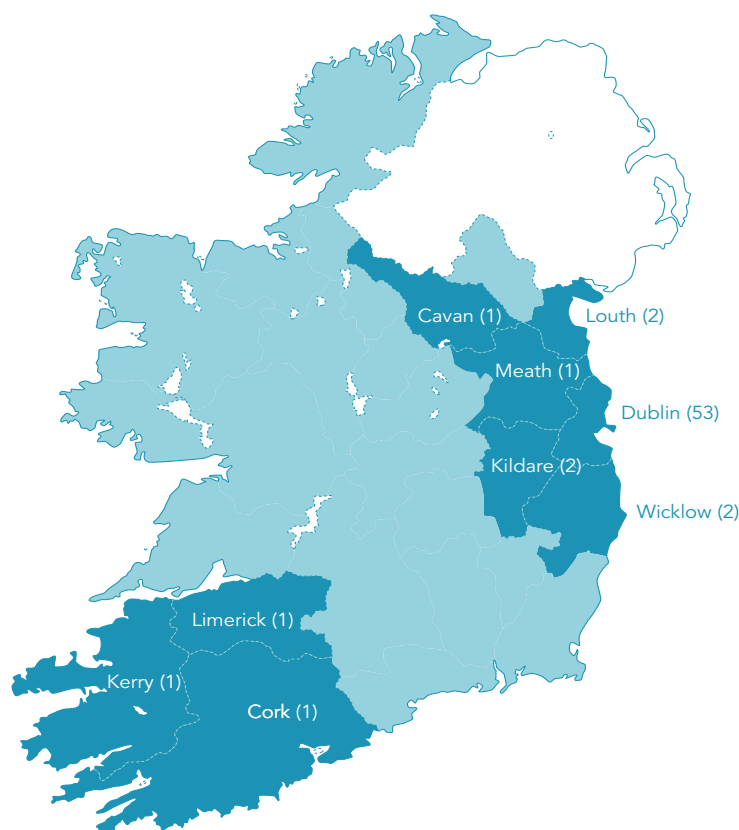 Cavan (1)
Louth (2)
Meath (1)
Dublin (53)
Kildare (2)
Wicklow (2)
Limerick (1)
Kerry (1)
Cork (1)